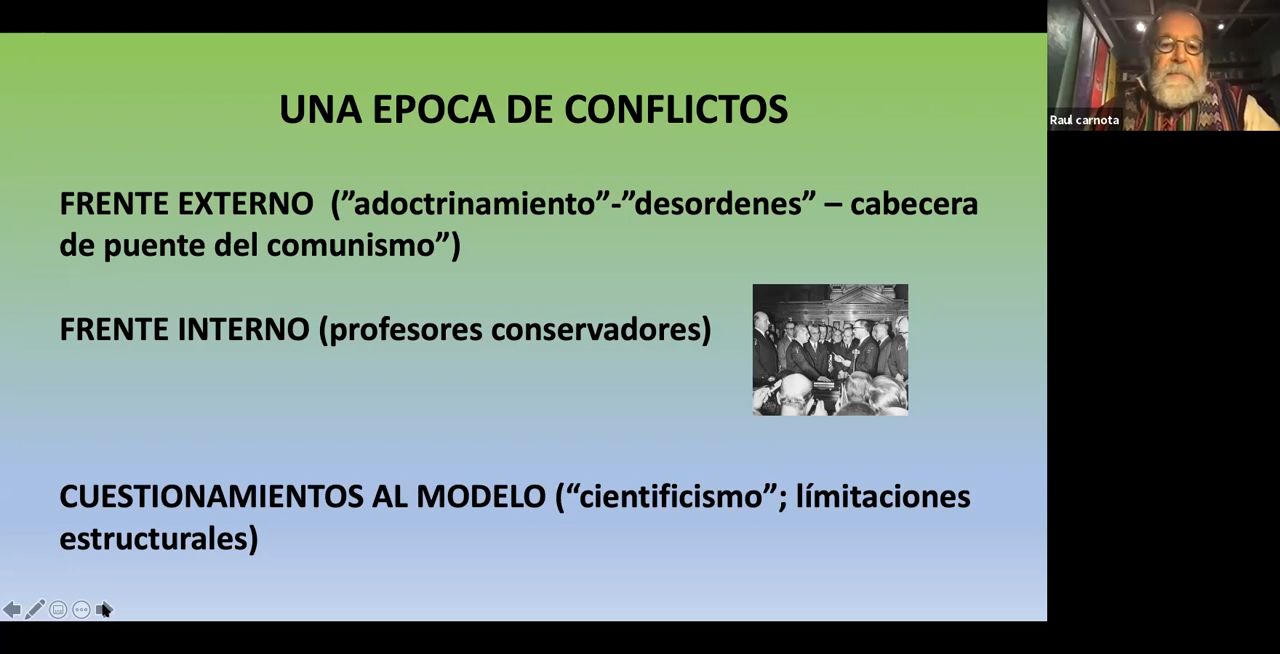 UNA EPOCA DE CONFLICTOS
FRENTE EXTERNO (”adoctrinamiento”-”desordenes” – cabecera
de puente del comunismo”)
FRENTE INTERNO (profesores conservadores)
CUESTIONAMIENTOS AL MODELO (“cientificismo”; límitaciones
estructurales)
Raul carnota